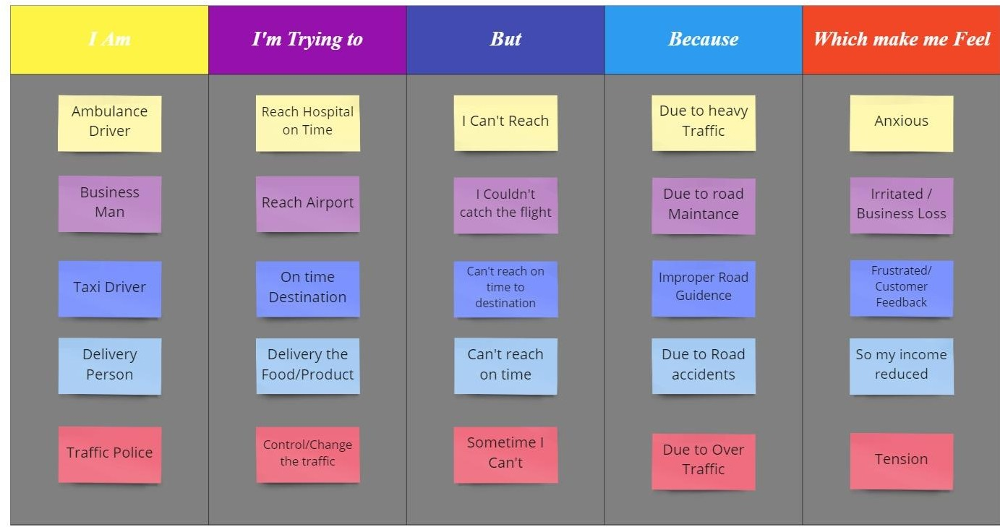 I Am
I'm Trying to
But
Because
Which make me Feel
Ambulance
Driver
Reach Hospital
on Time
I Can't Reach
Due to heavy
Traffic
Anxious
Business
Man
Reach Airport
I Couldn't
catch the flight
Due to road
Maintance
Irritated /
Business Loss
Taxi Driver
On time
Destination
Can't reach on
time to
destination
Improper Road
Guidence
Frustrated/
Customer
Feedback
Delivery
Person
Delivery the
Food/Product
Can't reach
on time
Due to Road
accidents
So my income
reduced
Traffic Police
Control/Change
the traffic
Sometime I
Can't
Due to Over
Traffic
Tension